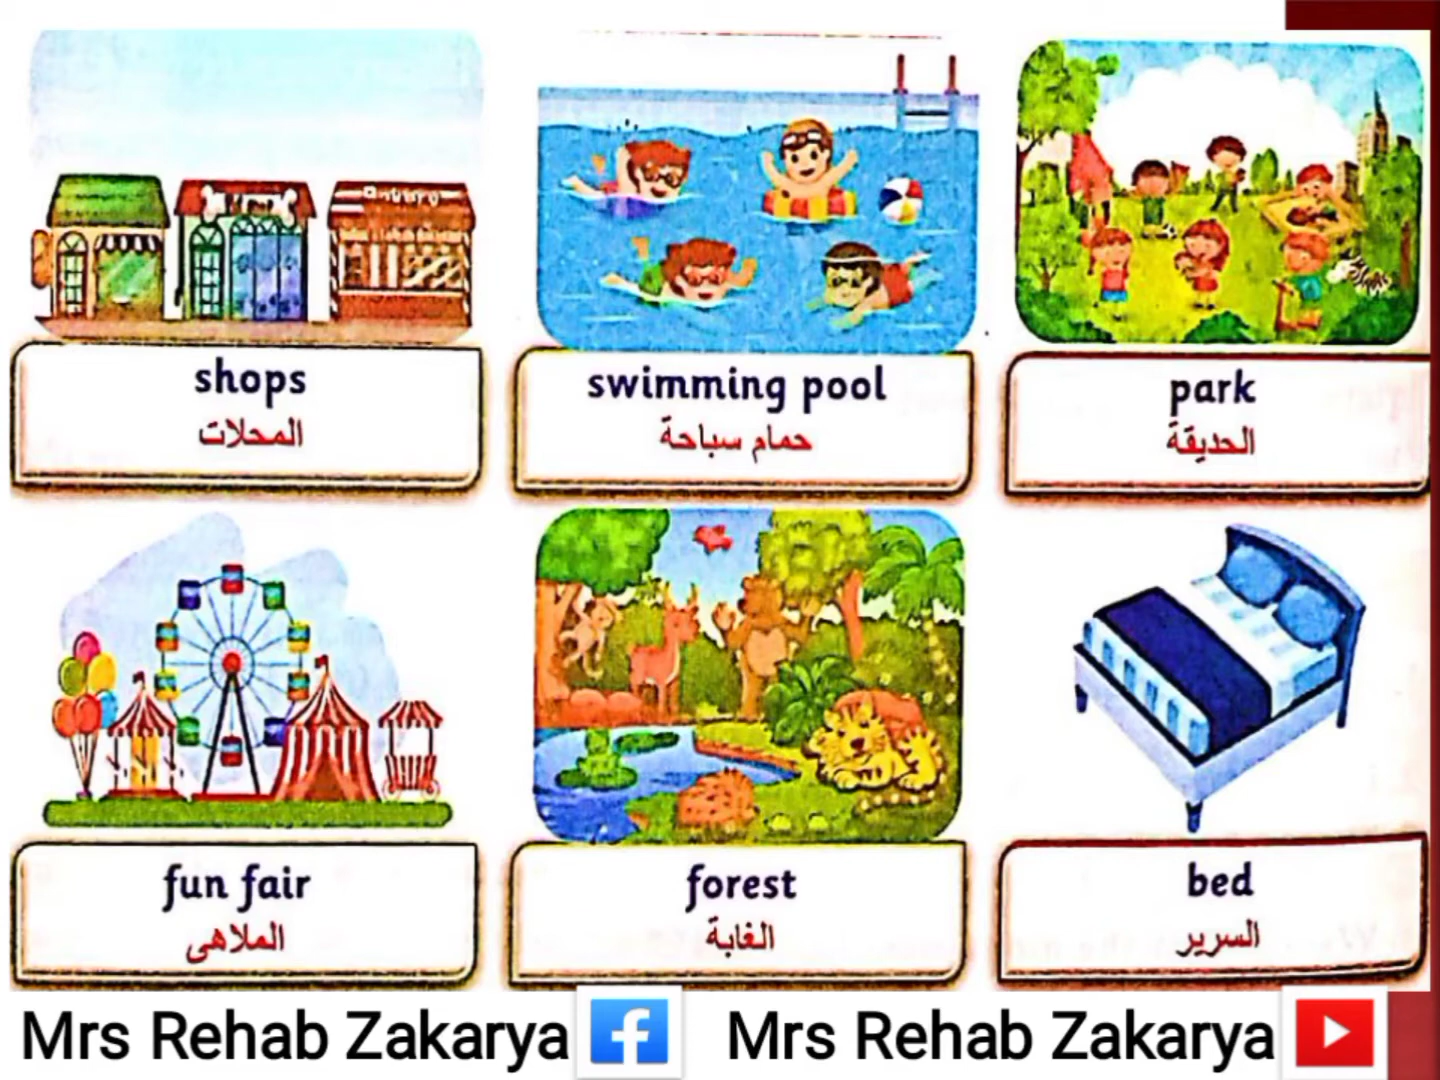 shops
المحلات
swimming pool
حمام سباحة
park
الحديقة
fun fair
الملاهى
forest
الغابة
bed
السرير
Mrs Rehab Zakarya
Mrs Rehab Zakarya